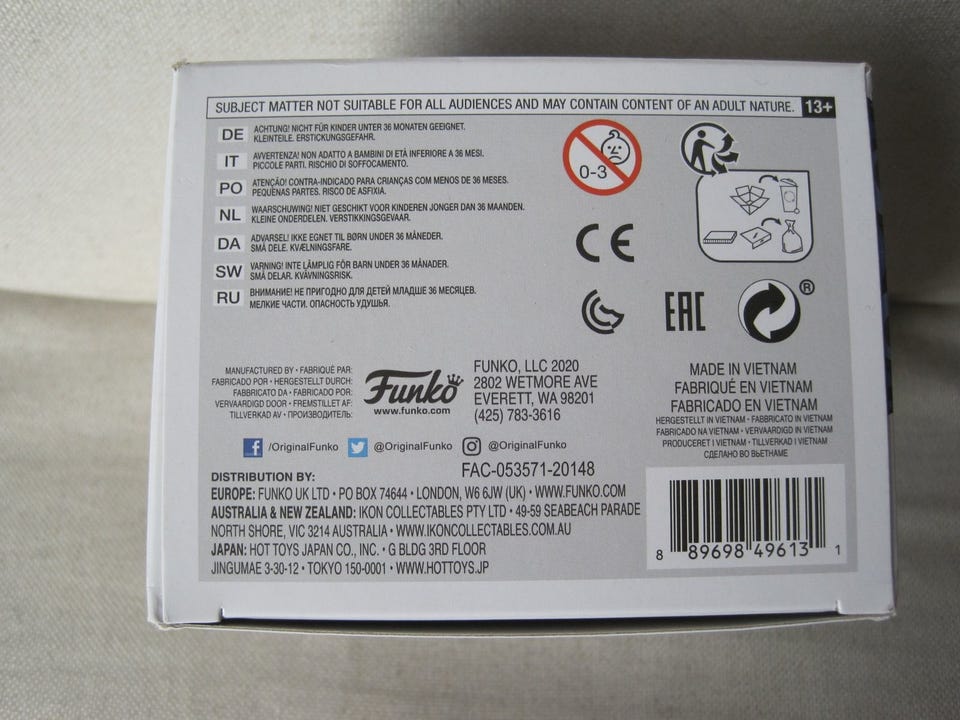 SUBJECT MATTER NOT SUITABLE FOR ALL AUDIENCES AND MAY CONTAIN CONTENT OF AN ADULT NATURE. 13+
DE ACHTUNG! NICHT FÜR KINDER UNTER 36 MONATEN GEEIGNET.
KLEINTEILE. ERSTICKUNGSGEFAHR.
IT AVVERTENZA! NON ADATTO A BAMBINI DI ETÀ INFERIORE A 36 MESI.
PICCOLE PARTI. RISCHIO DI SOFFOCAMENTO.
PO ATENÇÃO! CONTRA-INDICADO PARA CRIANÇAS COM MENOS DE 36 MESES.
PEQUENAS PARTES. RISCO DE ASFIXIA.
NL WAARSCHUWING! NIET GESCHIKT VOOR KINDEREN JONGER DAN 36 MAANDEN.
KLEINE ONDERDELEN. VERSTIKKINGSGEVAAR.
DA ADVARSEL! IKKE EGNET TIL BØRN UNDER 36 MÅNEDER.
SMÅ DELE. KVÆLNINGSFARE.
SW VARNING! INTE LÄMPLIG FÖR BARN UNDER 36 MÅNADER.
SMÅ DELAR. KVÄVNINGSRISK.
RU ВНИМАНИЕ! НЕ ПРИГОДНО ДЛЯ ДЕТЕЙ МЛАДШЕ 36 МЕСЯЦЕВ.
МЕЛКИЕ ЧАСТИ. ОПАСНОСТЬ УДУШЬЯ.
0-3
CE
EAC
®
MANUFACTURED BY • FABRIQUÉ PAR:
FABRICADO POR • HERGESTELLT DURCH:
FABBRICATO DA • FABRICADO POR:
VERVAARDIGD DOOR • FREMSTILLET AF:
TILLVERKAD AV • ПРОИЗВОДИТЕЛЬ:
Funko
www.funko.com
FUNKO, LLC 2020
2802 WETMORE AVE
EVERETT, WA 98201
(425) 783-3616
MADE IN VIETNAM
FABRIQUÉ EN VIETNAM
FABRICADO EN VIETNAM
HERGESTELLT IN VIETNAM • FABBRICATO IN VIETNAM
FABRICADO NA VIETNAM • VERVAARDIGD IN VIETNAM
PRODUCERET I VIETNAM • TILLVERKAD I VIETNAM
СДЕЛАНО ВО ВЬЕТНАМЕ
f /OriginalFunko @OriginalFunko @OriginalFunko
FAC-053571-20148
DISTRIBUTION BY:
EUROPE: FUNKO UK LTD • PO BOX 74644 • LONDON, W6 6JW (UK) • WWW.FUNKO.COM
AUSTRALIA & NEW ZEALAND: IKON COLLECTABLES PTY LTD • 49-59 SEABEACH PARADE
NORTH SHORE, VIC 3214 AUSTRALIA • WWW.IKONCOLLECTABLES.COM.AU
JAPAN: HOT TOYS JAPAN CO., INC. • G BLDG 3RD FLOOR
JINGUMAE 3-30-12 • TOKYO 150-0001 • WWW.HOTTOYS.JP
8 89698 49613 1